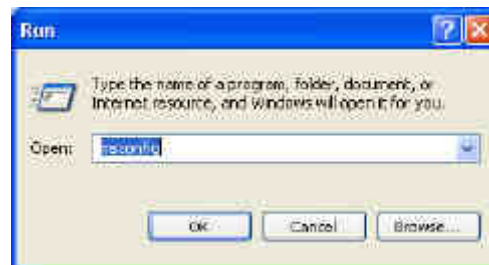 Run
Type the name of a program, folder, document, or
Internet resource, and Windows will open it for you.
Open:
msconfig
OK
Cancel
Browse...